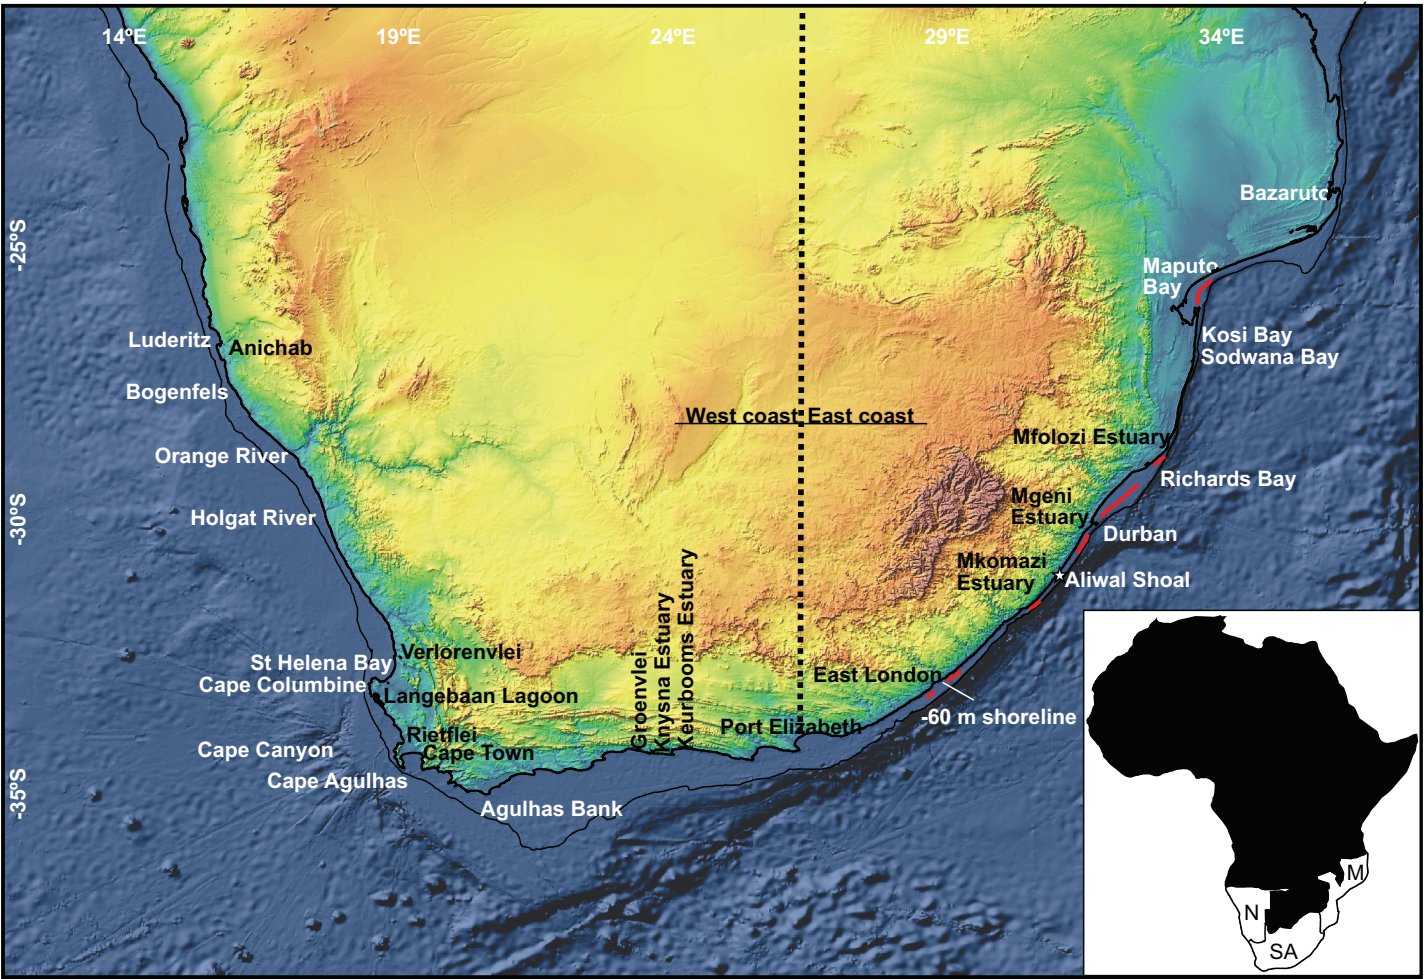 14ºE
19ºE
24ºE
29ºE
34ºE
-25ºS
-30ºS
-35ºS
Bazaruto
Maputo
Bay
Kosi Bay
Sodwana Bay
Luderitz
Anichab
Bogenfels
West coast
East coast
Mfolozi Estuary
Orange River
Richards Bay
Holgat River
Mgeni
Estuary
Durban
Mkomazi
Estuary
Aliwal Shoal
Groenvlei
Knysna Estuary
Keurbooms Estuary
St Helena Bay
Verlorenvlei
Cape Columbine
Langebaan Lagoon
East London
-60 m shoreline
Port Elizabeth
Rietflei
Cape Canyon
Cape Town
Cape Agulhas
Agulhas Bank
M
N
SA